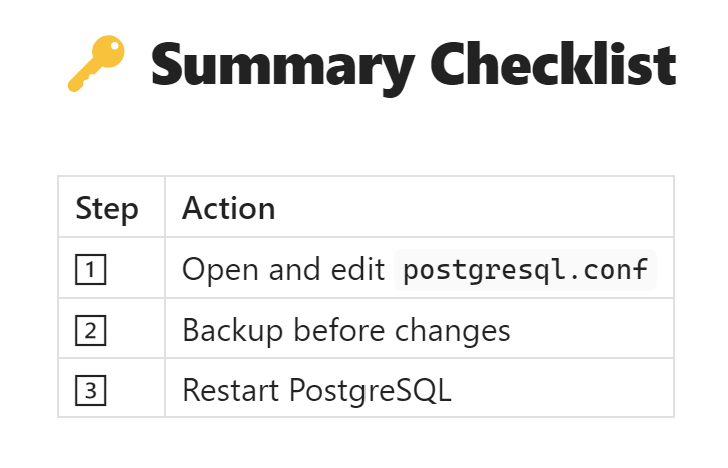 🔑 Summary Checklist
Step Action
1️⃣ Open and edit postgresql.conf
2️⃣ Backup before changes
3️⃣ Restart PostgreSQL